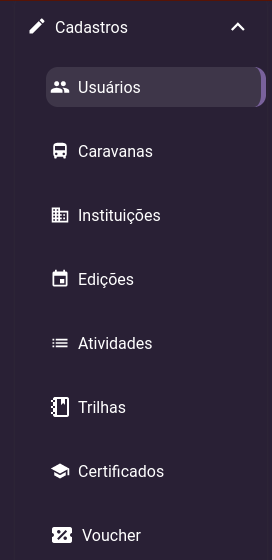 Cadastros
Usuários
Caravanas
Instituições
Edições
Atividades
Trilhas
Certificados
Voucher